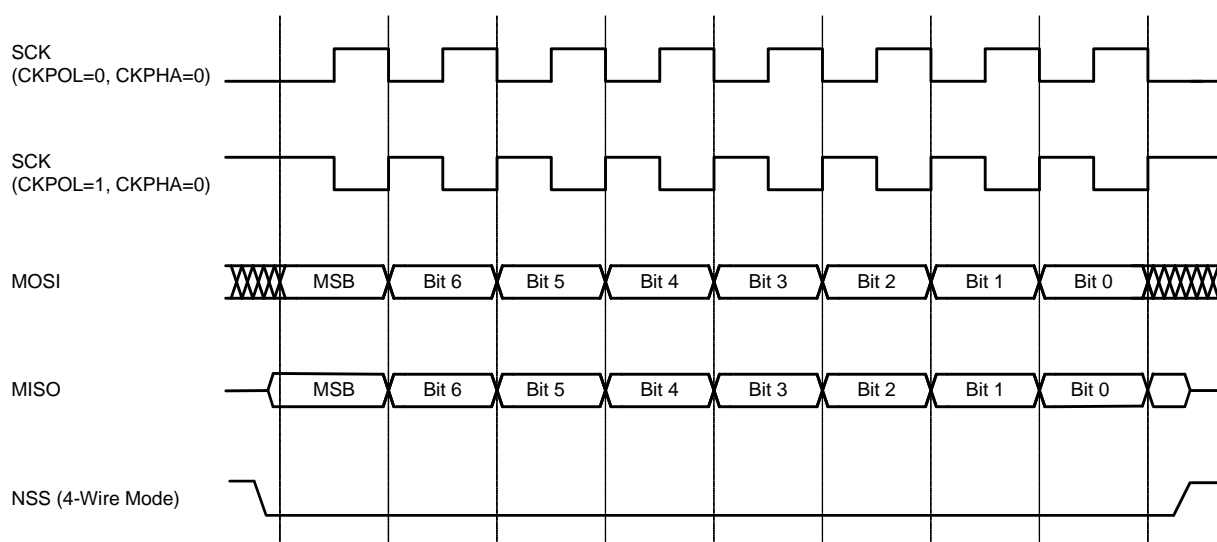 SCK
(CKPOL=0, CKPHA=0)
SCK
(CKPOL=1, CKPHA=0)
MOSI MSB Bit 6 Bit 5 Bit 4 Bit 3 Bit 2 Bit 1 Bit 0
MISO MSB Bit 6 Bit 5 Bit 4 Bit 3 Bit 2 Bit 1 Bit 0
NSS (4-Wire Mode)